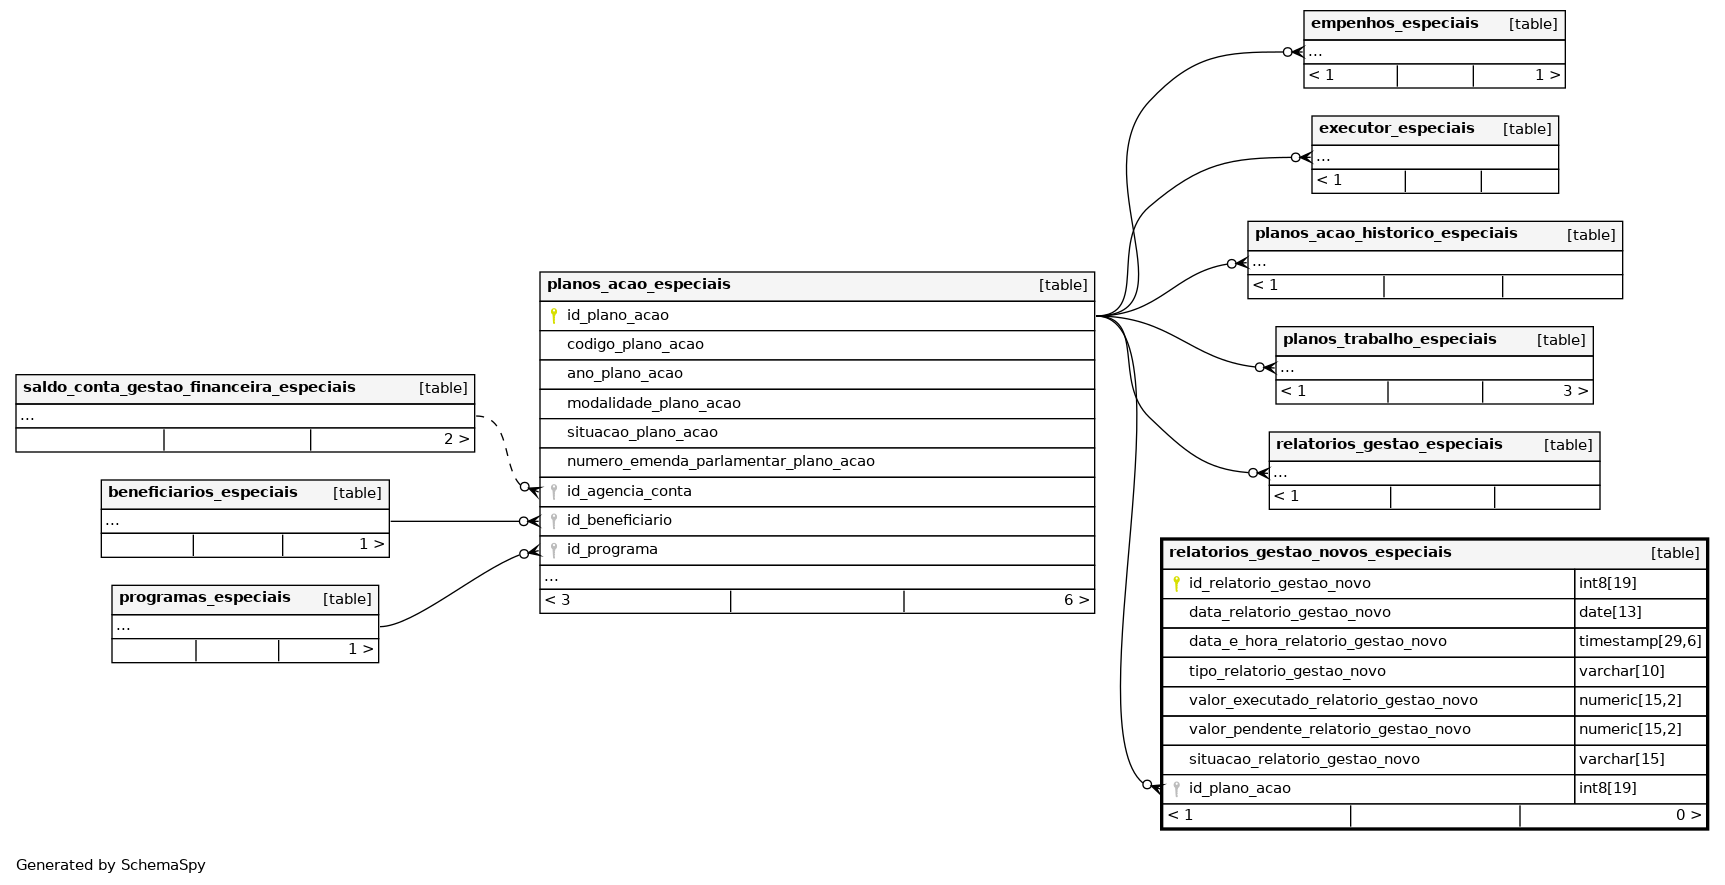 empenhos_especiais [table]
...
< 1 1 >
executor_especiais [table]
...
< 1
planos_acao_historico_especiais [table]
...
< 1
planos_trabalho_especiais [table]
...
< 1 3 >
relatorios_gestao_especiais [table]
...
< 1
relatorios_gestao_novos_especiais [table]
id_relatorio_gestao_novo int8[19]
data_relatorio_gestao_novo date[13]
data_e_hora_relatorio_gestao_novo timestamp[29,6]
tipo_relatorio_gestao_novo varchar[10]
valor_executado_relatorio_gestao_novo numeric[15,2]
valor_pendente_relatorio_gestao_novo numeric[15,2]
situacao_relatorio_gestao_novo varchar[15]
id_plano_acao int8[19]
< 1 0 >
planos_acao_especiais [table]
id_plano_acao
codigo_plano_acao
ano_plano_acao
modalidade_plano_acao
situacao_plano_acao
numero_emenda_parlamentar_plano_acao
id_agencia_conta
id_beneficiario
id_programa
...
< 3 6 >
saldo_conta_gestao_financeira_especiais [table]
...
2 >
beneficiarios_especiais [table]
...
1 >
programas_especiais [table]
...
1 >
Generated by SchemaSpy